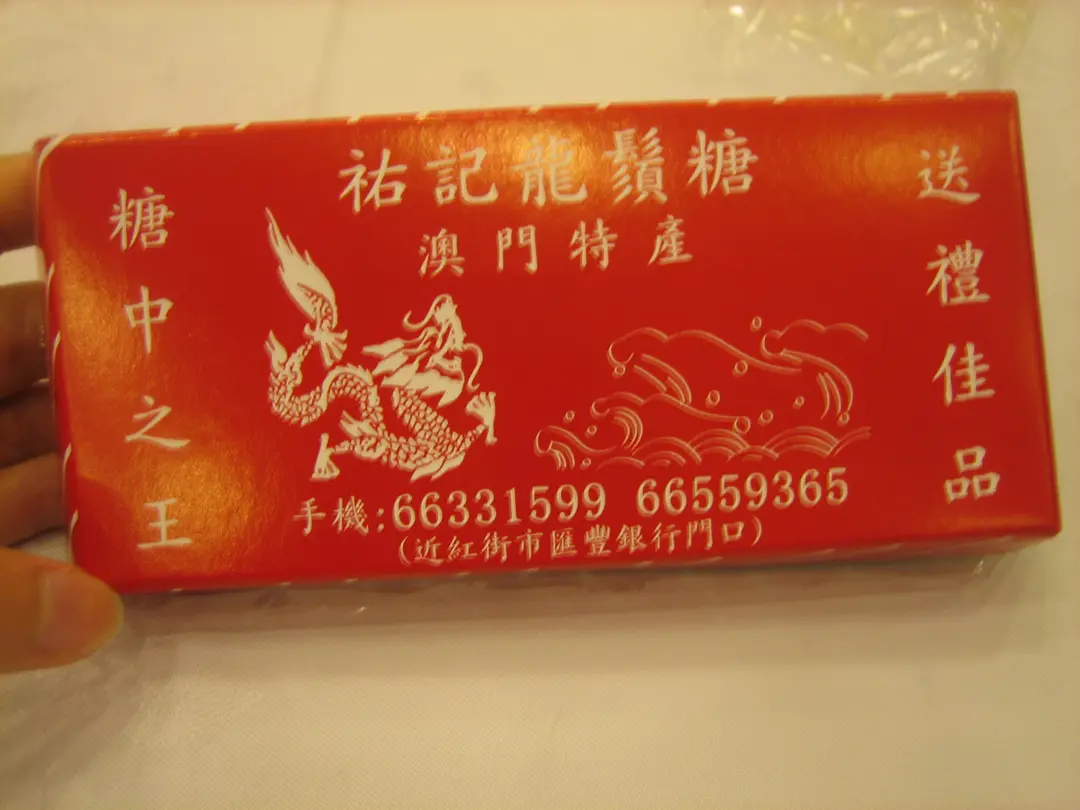 祐記龍鬚糖
澳門特產
糖中之王
送禮佳品
手機:66331599 66559365
(近紅街市匯豐銀行門口)